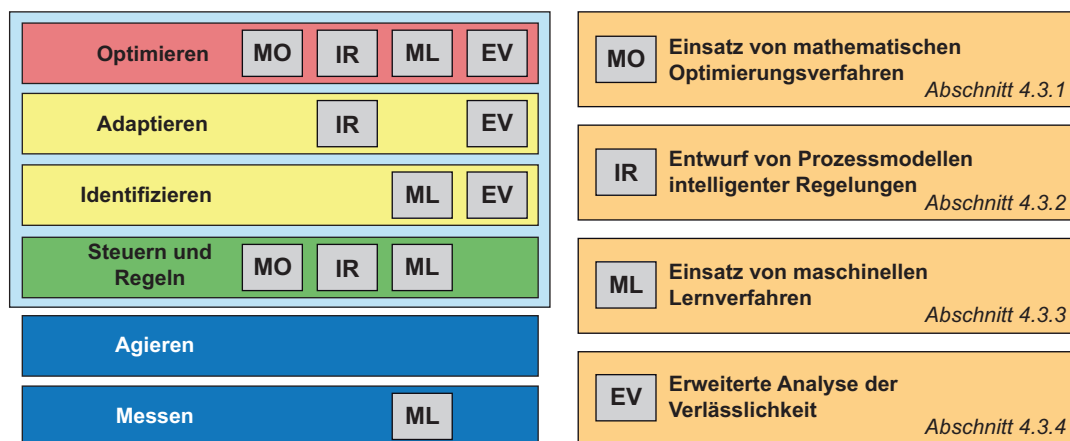 Optimieren MO IR ML EV
Adaptieren IR EV
Identifizieren ML EV
Steuern und
Regeln MO IR ML
Agieren
Messen ML
MO Einsatz von mathematischen
Optimierungsverfahren
Abschnitt 4.3.1
IR Entwurf von Prozessmodellen
intelligenter Regelungen
Abschnitt 4.3.2
ML Einsatz von maschinellen
Lernverfahren
Abschnitt 4.3.3
EV Erweiterte Analyse der
Verlässlichkeit
Abschnitt 4.3.4